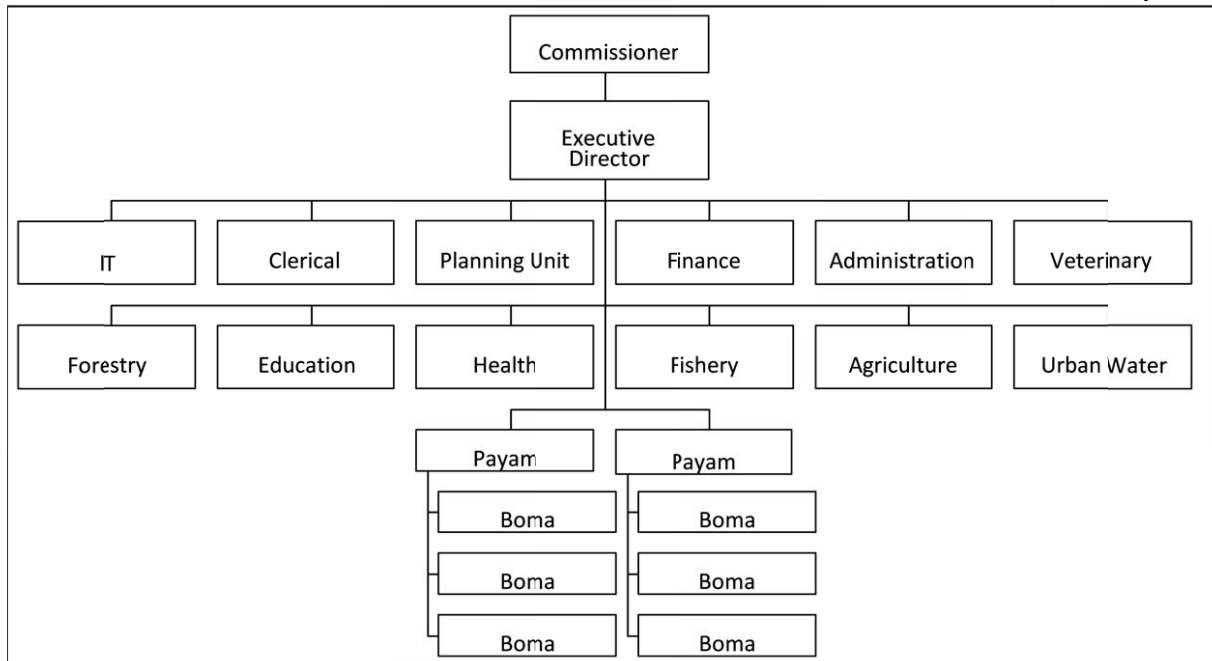 Commissioner
Executive
Director
IT
Clerical
Planning Unit
Finance
Administration
Veterinary
Forestry
Education
Health
Fishery
Agriculture
Urban Water
Payam
Payam
Boma
Boma
Boma
Boma
Boma
Boma